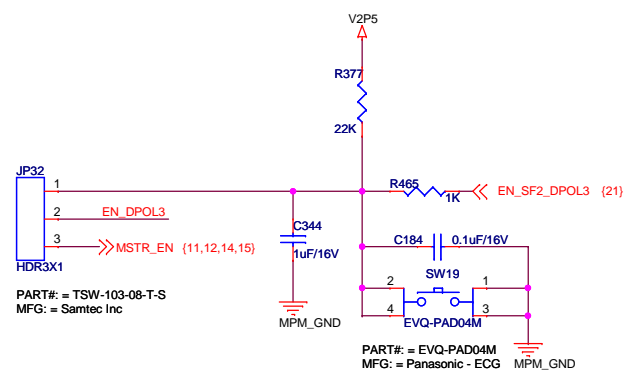 V2P5
R377
22K
JP32
1
R465
1K
EN_SF2_DPOL3 {21}
2
EN_DPOL3
3
MSTR_EN {11,12,14,15}
HDR3X1
C344
1uF/16V
C184
0.1uF/16V
SW19
2
1
4
3
EVQ-PAD04M
PART#: = TSW-103-08-T-S
MFG: = Samtec Inc
MPM_GND
PART#: = EVQ-PAD04M
MFG: = Panasonic - ECG
MPM_GND